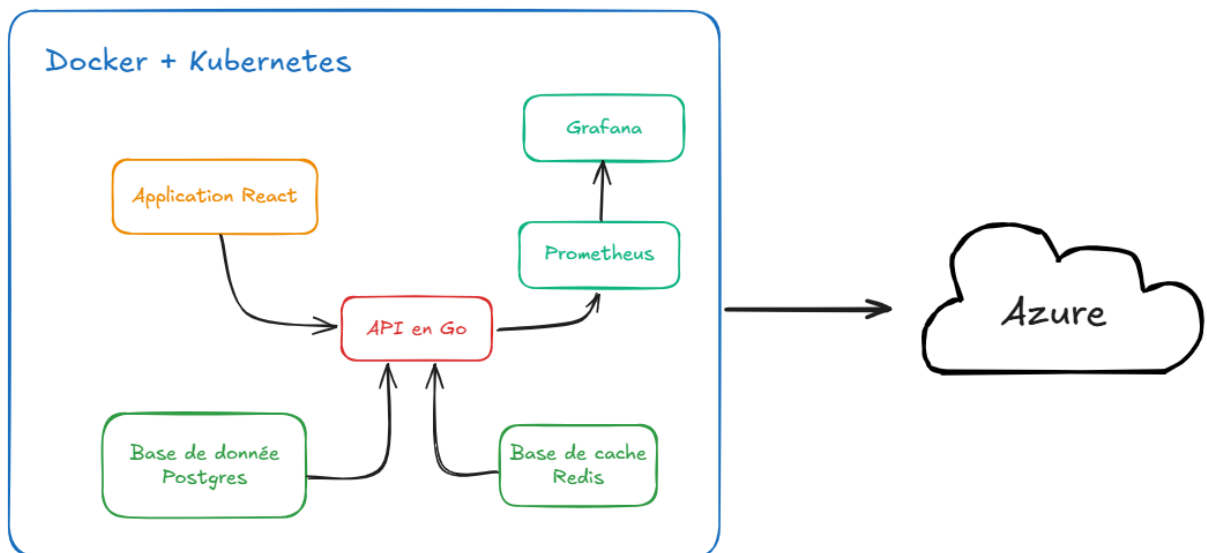 Docker + Kubernetes
Grafana
Application React
Prometheus
API en Go
Azure
Base de donnée
Postgres
Base de cache
Redis